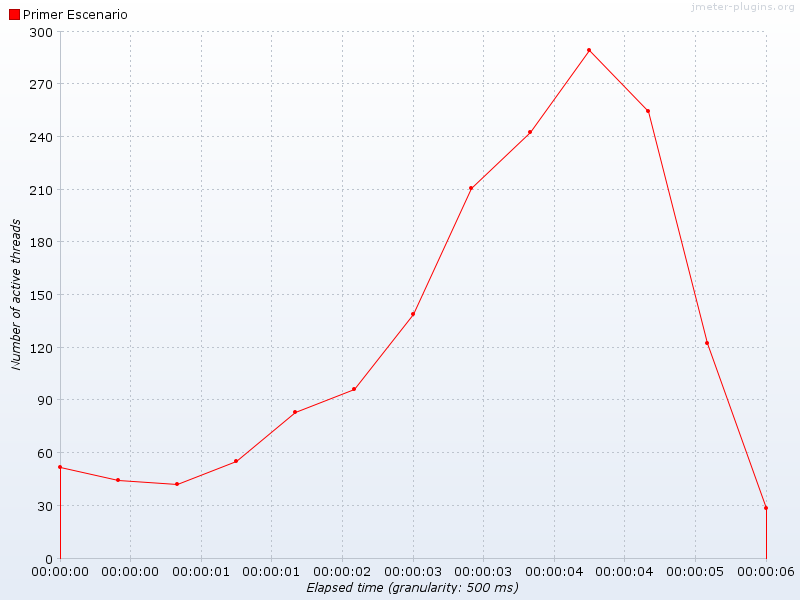 jmeter-plugins.org
Primer Escenario
300
270
240
210
180
150
120
90
60
30
0
Number of active threads
00:00:00 00:00:00 00:00:01 00:00:01 00:00:02 00:00:03 00:00:03 00:00:04 00:00:04 00:00:05 00:00:06
Elapsed time (granularity: 500 ms)